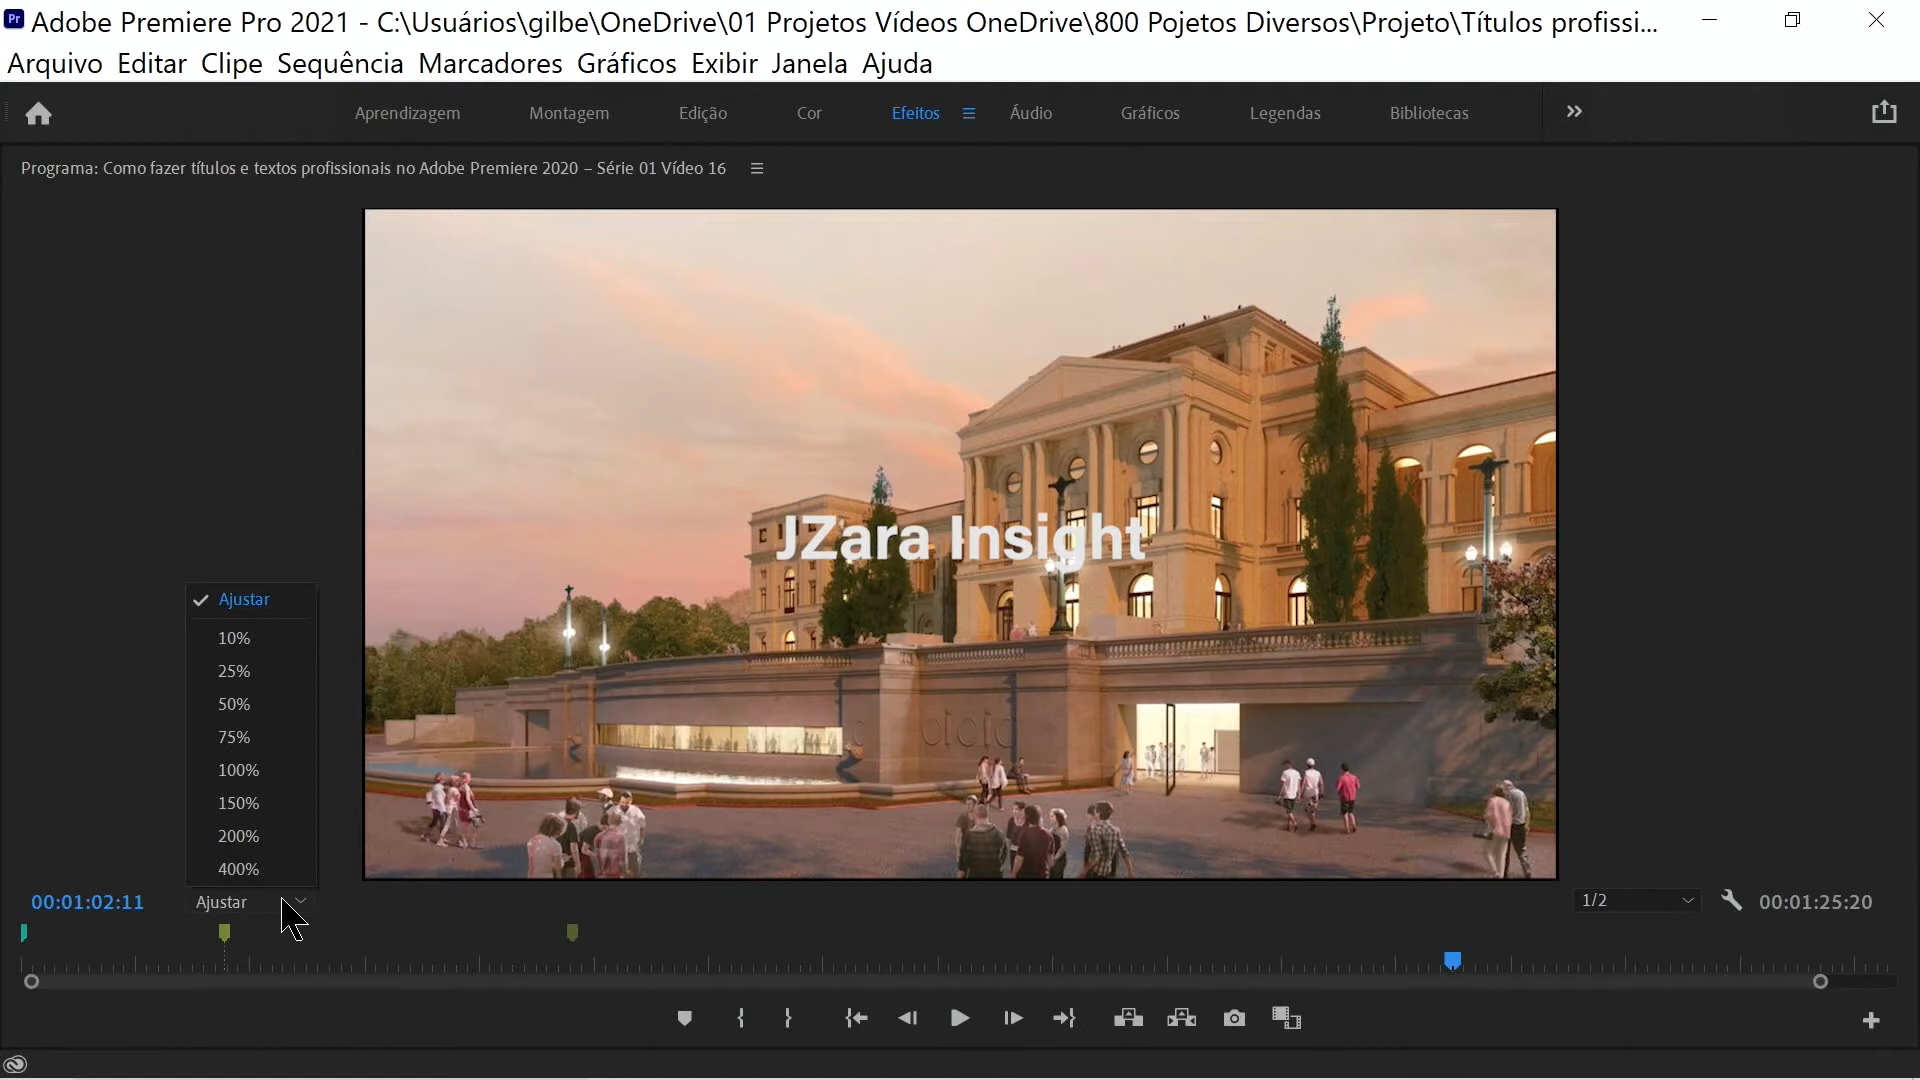 Pr Adobe Premiere Pro 2021 - C:\Usuários\gilbe\OneDrive\01 Projetos Vídeos OneDrive\800 Pojetos Diversos\Projeto\Títulos profissi...
Arquivo Editar Clipe Sequência Marcadores Gráficos Exibir Janela Ajuda
Aprendizagem Montagem Edição Cor Efeitos Áudio Gráficos Legendas Bibliotecas
Programa: Como fazer títulos e textos profissionais no Adobe Premiere 2020 – Série 01 Vídeo 16
JZara Insight
Ajustar
10%
25%
50%
75%
100%
150%
200%
400%
00:01:02:11 Ajustar 1/2 00:01:25:20